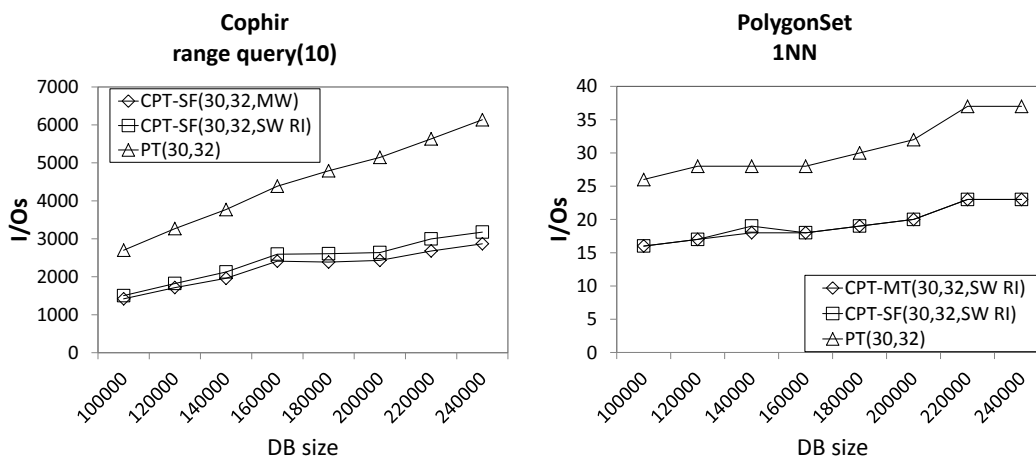 Cophir
range query(10)
7000
6000
5000
4000
3000
2000
1000
0
I/Os
CPT-SF(30,32,MW)
CPT-SF(30,32,SW RI)
PT(30,32)
100000
120000
140000
160000
180000
200000
220000
240000
DB size
PolygonSet
1NN
40
35
30
25
20
15
10
5
0
I/Os
CPT-MT(30,32,SW RI)
CPT-SF(30,32,SW RI)
PT(30,32)
100000
120000
140000
160000
180000
200000
220000
240000
DB size